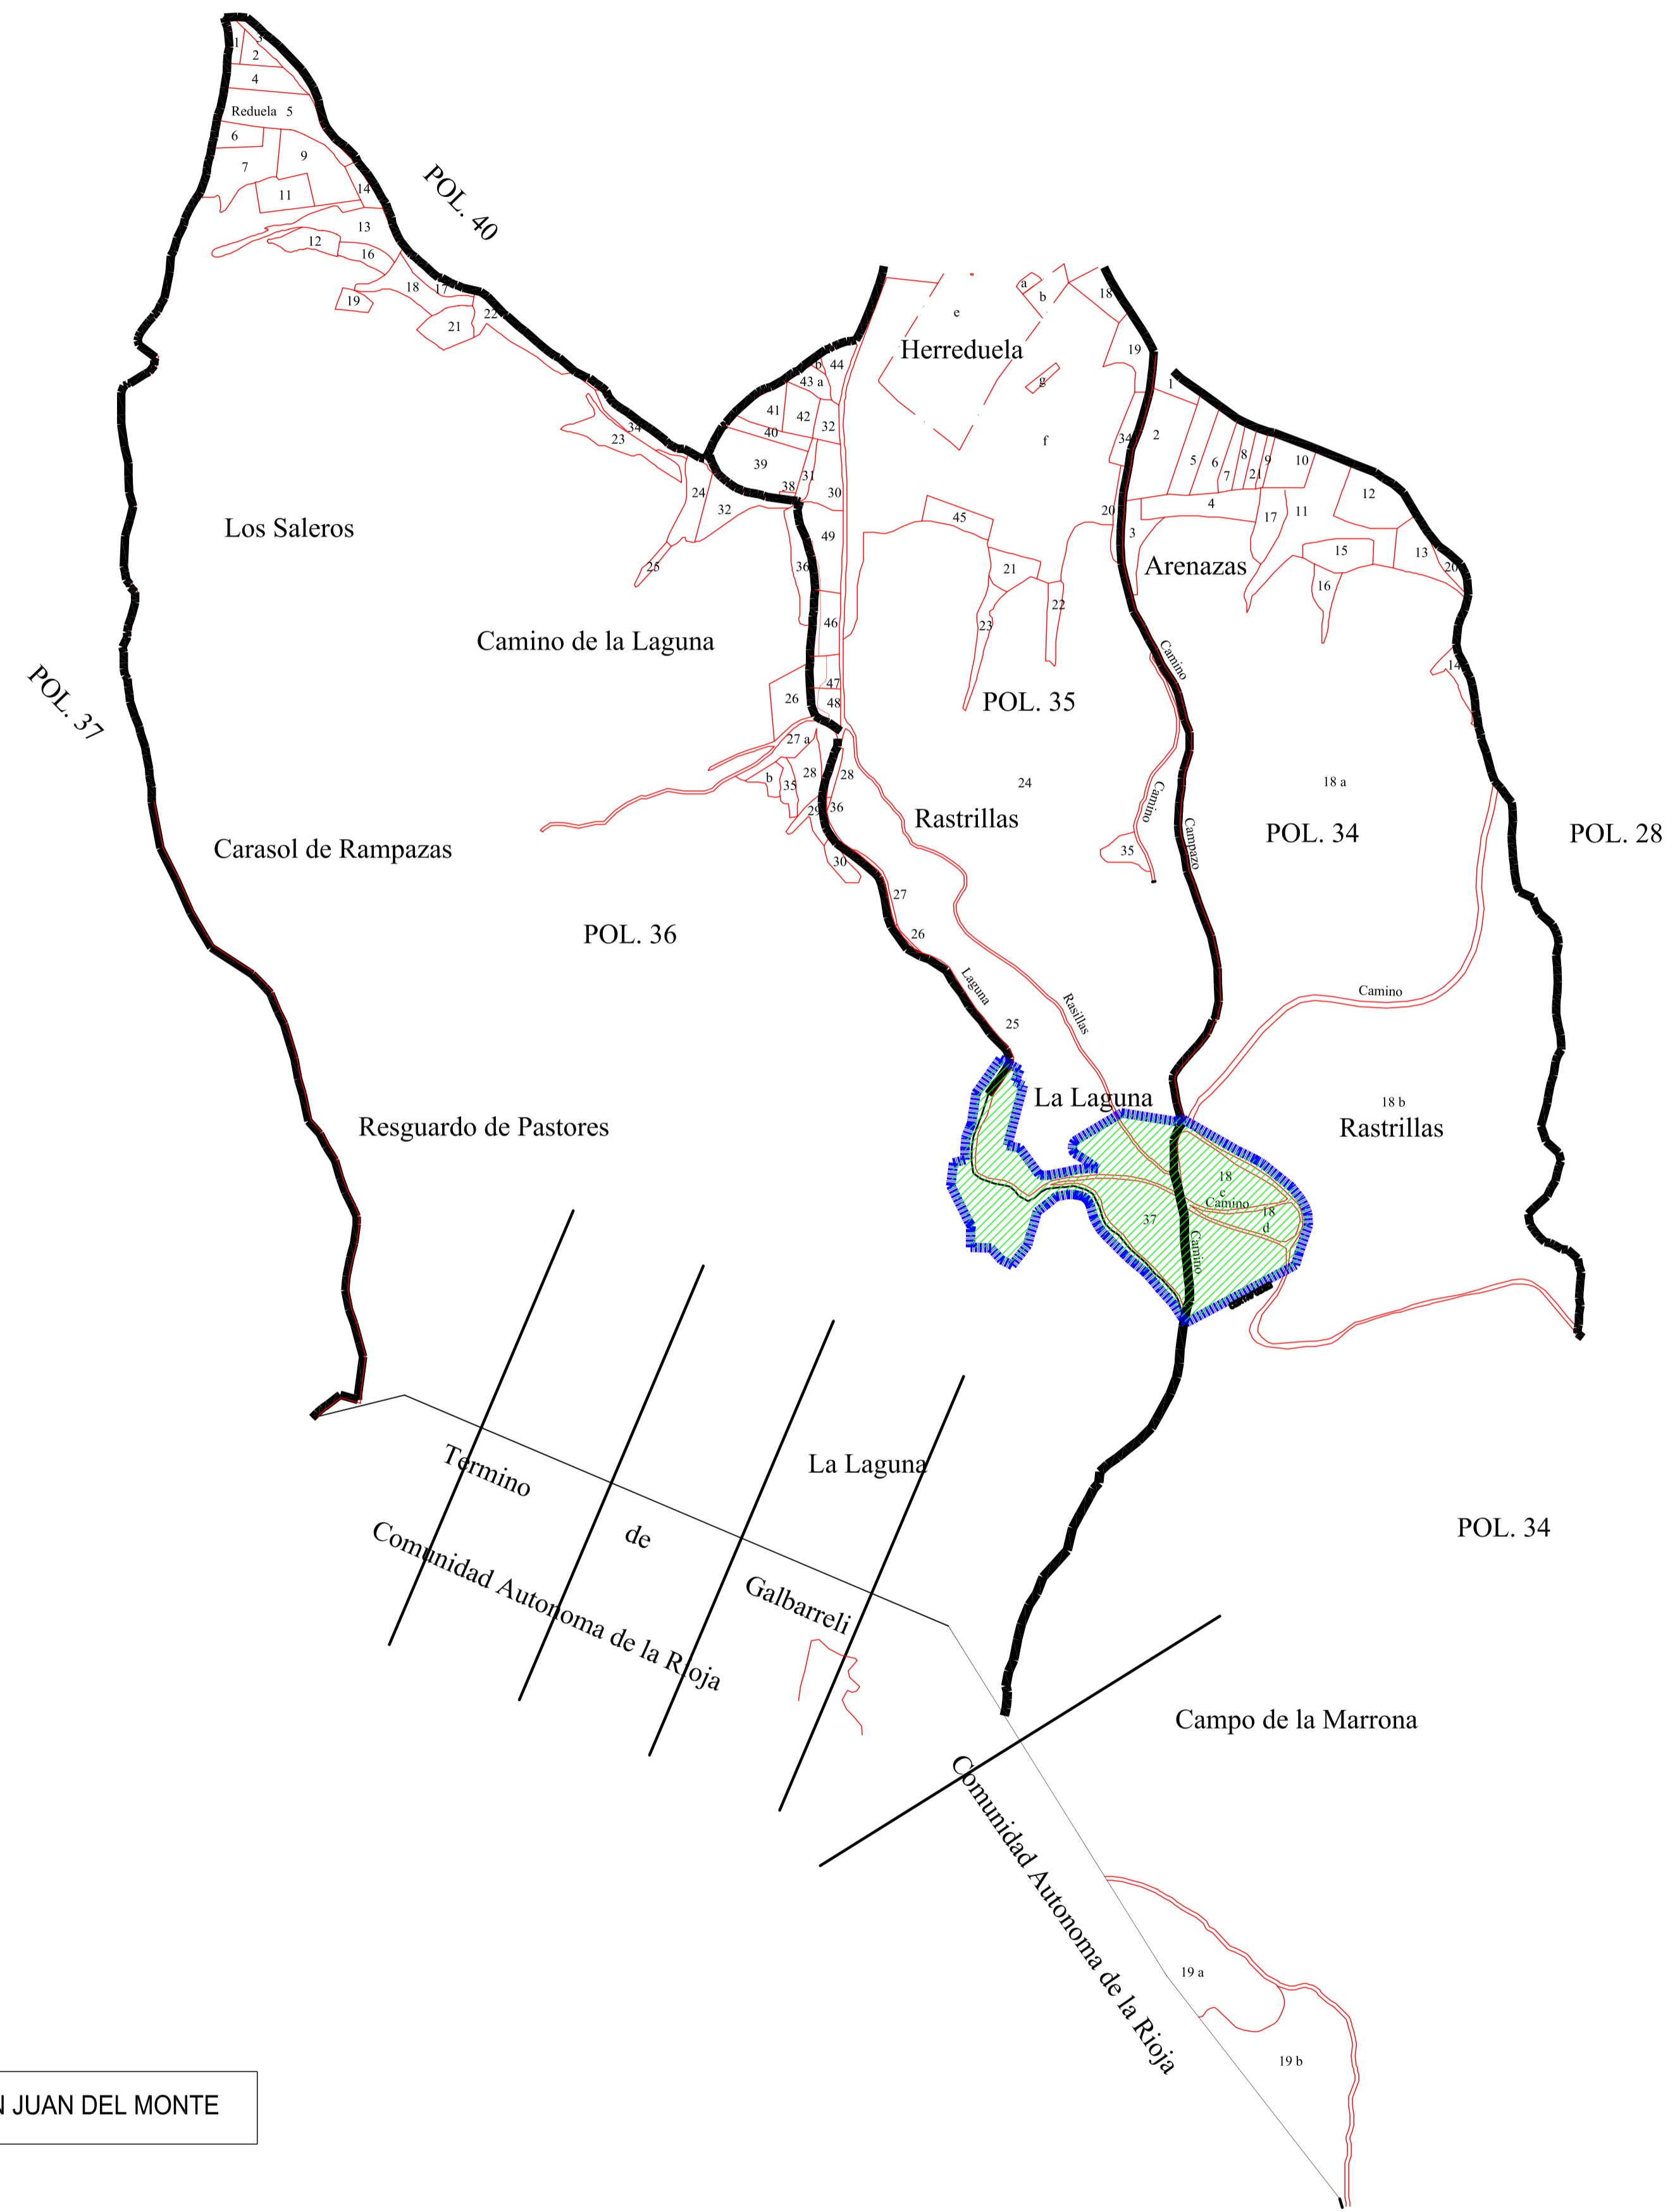 1
3
2
4
Reduela 5
6
9
7
11
14
13
12
16
18
17
19
22
21
POL. 40
34
23
24
32
25
b
44
43 a
41
42
32
40
39
31
38
30
49
36
46
47
48
26
27 a
b
35
28
28
29
36
30
27
26
25
e
Herreduela
a
b
18
19
g
f
34
20
45
21
22
23
1
2
5
6
7
8
21
9
10
12
4
17
11
3
Arenazas
15
16
13
20
14
Los Saleros
Camino de la Laguna
POL. 37
POL. 35
Camino
Camino
Campazo
24
35
Rastrillas
18 a
POL. 34
POL. 28
Carasol de Rampazas
POL. 36
Laguna
Rasillas
Camino
La Laguna
18 b
Rastrillas
Resguardo de Pastores
18
c
Camino
18
d
37
Camino
Termino
de
Galbarreli
La Laguna
Comunidad Autonoma de la Rioja
POL. 34
Campo de la Marrona
Comunidad Autonoma de la Rioja
19 a
19 b
N JUAN DEL MONTE